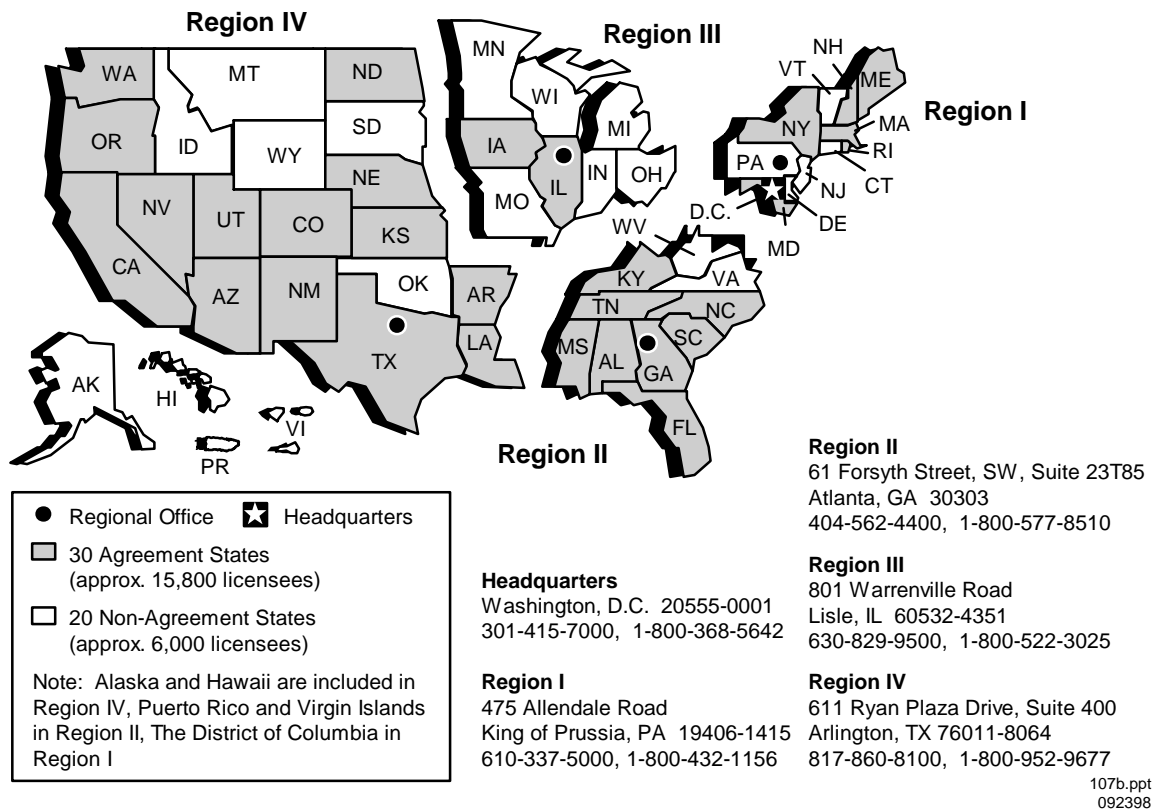 Region IV
Region III
Region I
WA
MT
ND
OR
ID
SD
WY
NE
NV
UT
CO
KS
CA
AZ
NM
OK
AR
TX
LA
AK
HI
VI
PR
MN
WI
MI
IA
IL
IN
OH
MO
NH
VT
ME
NY
MA
RI
PA
CT
NJ
D.C.
DE
MD
WV
KY
VA
TN
NC
SC
MS
AL
GA
FL
Region II
Regional Office
Headquarters
30 Agreement States
(approx. 15,800 licensees)
20 Non-Agreement States
(approx. 6,000 licensees)
Note: Alaska and Hawaii are included in
Region IV, Puerto Rico and Virgin Islands
in Region II, The District of Columbia in
Region I
Headquarters
Washington, D.C. 20555-0001
301-415-7000, 1-800-368-5642
Region I
475 Allendale Road
King of Prussia, PA 19406-1415
610-337-5000, 1-800-432-1156
Region II
61 Forsyth Street, SW, Suite 23T85
Atlanta, GA 30303
404-562-4400, 1-800-577-8510
Region III
801 Warrenville Road
Lisle, IL 60532-4351
630-829-9500, 1-800-522-3025
Region IV
611 Ryan Plaza Drive, Suite 400
Arlington, TX 76011-8064
817-860-8100, 1-800-952-9677
107b.ppt
092398